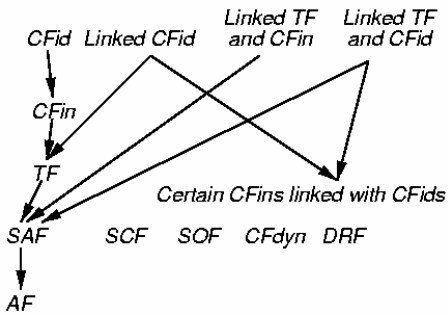 Linked TF Linked TF
CFid Linked CFid and CFin and CFid
CFin
TF
Certain CFins linked with CFids
SAF SCF SOF CFdyn DRF
AF